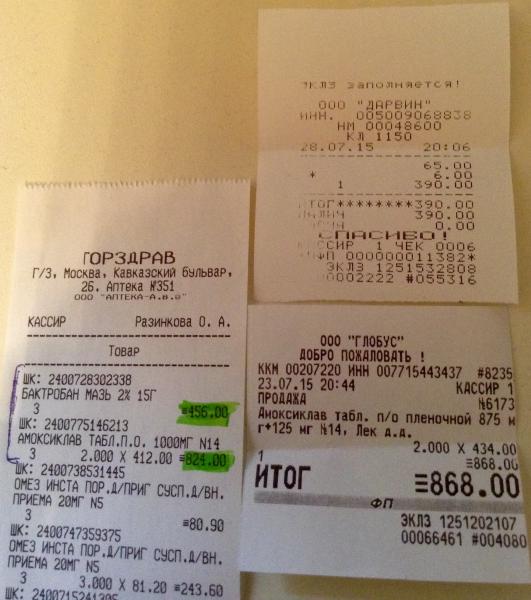 ГОРЗДРАВ
Г/З, Москва, Кавказский бульвар,
26. Аптека №351
ООО "АПТЕКА-А.в.е"
КАССИР Разинкова О. А.
Товар
ШК: 2400728302338
БАКТРОБАН МАЗЬ 2% 15Г
3 ≡456.00
ШК: 2400775146213
АМОКСИКЛАВ ТАБЛ.П.О. 1000МГ N14
3 2.000 X 412.00 ≡824.00
ШК: 2400738531445
ОМЕЗ ИНСТА ПОР.Д/ПРИГ СУСП.Д/ВН.
ПРИЕМА 20МГ N5
3 ≡80.90
ШК: 2400747359375
ОМЕЗ ИНСТА ПОР.Д/ПРИГ СУСП.Д/ВН.
ПРИЕМА 20МГ N5
3 3.000 X 81.20 ≡243.60
ЭКЛЗ заполняется!
ООО "ДАРВИН"
ИНН. 005009068838
НМ 00048600
КЛ 1150
28.07.15 20:06
65.00
* 6.00
1 390.00
ИТОГ********390.00
390.00
0.00
СПАСИБО!
КАССИР 1 ЧЕК 0006
000000011382*
ЭКЛЗ 1251532808
00002222 #055316
ООО "ГЛОБУС"
ДОБРО ПОЖАЛОВАТЬ !
ККМ 00207220 ИНН 007715443437 #8235
23.07.15 20:44 КАССИР 1
ПРОДАЖА №6173
Амоксиклав табл. п/о пленочной 875 м
г+125 мг №14, Лек д.д.
2.000 X 434.00
1 ≡868.00
ИТОГ ≡868.00
ФП
ЭКЛЗ 1251202107
00066461 #004080